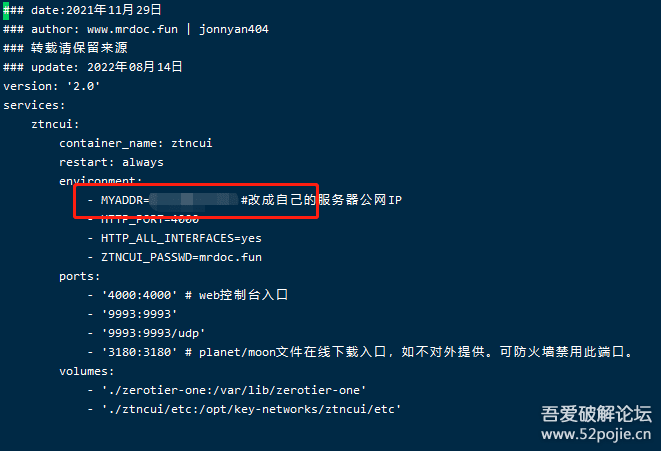 ### date:2021年11月29日
### author: www.mrdoc.fun | jonnyan404
### 转载请保留来源
### update: 2022年08月14日
version: '2.0'
services:
ztncui:
container_name: ztncui
restart: always
environment:
- MYADDR= #改成自己的服务器公网IP
- HTTP_PORT=4000
- HTTP_ALL_INTERFACES=yes
- ZTNCUI_PASSWD=mrdoc.fun
ports:
- '4000:4000' # web控制台入口
- '9993:9993'
- '9993:9993/udp'
- '3180:3180' # planet/moon文件在线下载入口，如不对外提供。可防火墙禁用此端口。
volumes:
- './zerotier-one:/var/lib/zerotier-one'
- './ztncui/etc:/opt/key-networks/ztncui/etc'
吾爱破解论坛
www.52pojie.cn